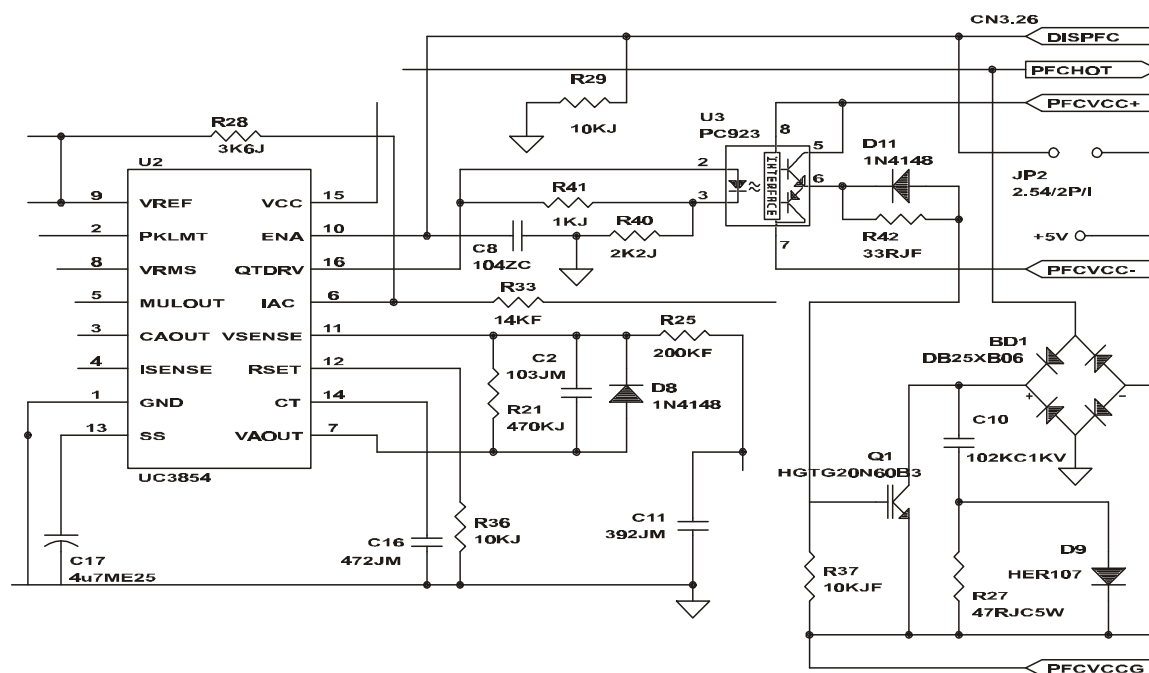 CN3.26
DISPFC
PFCHOT
R29
10KJ
PFCVCC+
U3
PC923
8
R28
3K6J
5
D11
1N4148
INTERFACE
U2
2
6
JP2
2.54/2P/I
9 VREF VCC 15
R41
1KJ
3
R40
2K2J
R42
33RJF
2 PKLMT ENA 10
C8
104ZC
7
+5V
8 VRMS QTDRV 16
PFCVCC-
5 MULOUT IAC 6
R33
14KF
3 CAOUT VSENSE 11
R25
200KF
BD1
DB25XB06
4 ISENSE RSET 12
C2
103JM
D8
1N4148
1 GND CT 14
R21
470KJ
+ −
13 SS VAOUT 7
C10
102KC1KV
UC3854
Q1
HGTG20N60B3
R36
10KJ
C11
392JM
C16
472JM
C17
4u7ME25
D9
HER107
R37
10KJF
R27
47RJC5W
PFCVCCG